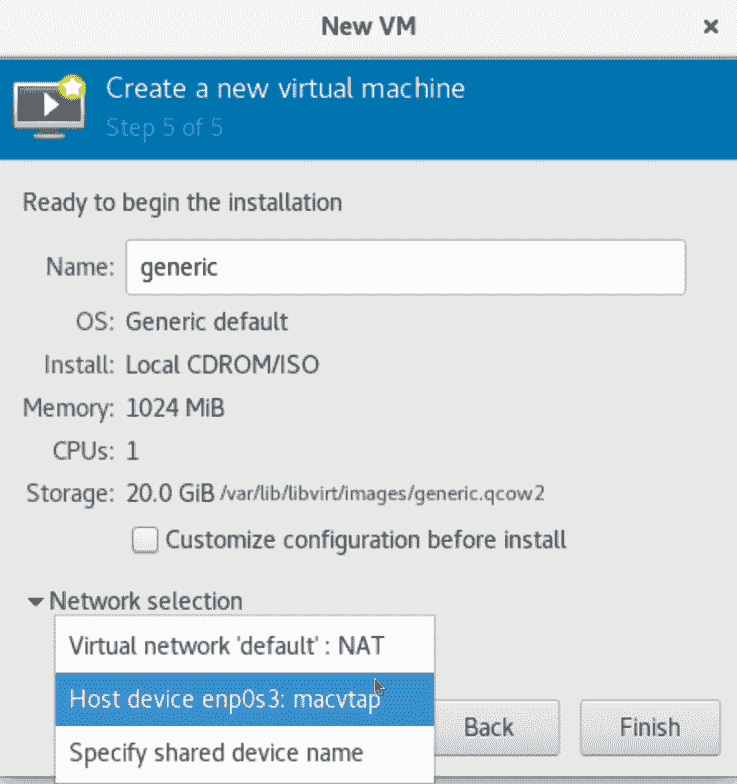 New VM
Create a new virtual machine
Step 5 of 5
Ready to begin the installation
Name: generic
OS: Generic default
Install: Local CDROM/ISO
Memory: 1024 MiB
CPUs: 1
Storage: 20.0 GiB /var/lib/libvirt/images/generic.qcow2
Customize configuration before install
Network selection
Virtual network 'default' : NAT
Host device enp0s3: macvtap
Specify shared device name
Back Finish